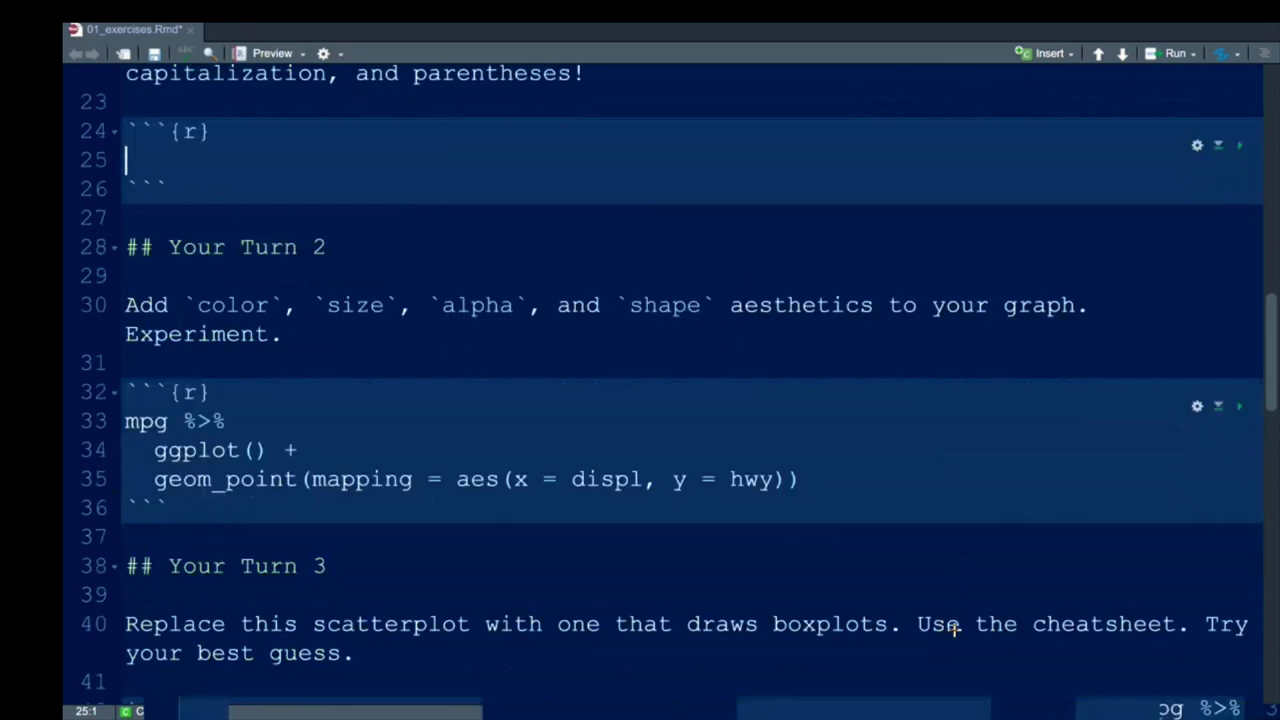 01_exercises.Rmd*
Preview
Insert
Run
capitalization, and parentheses!
23
24 ```{r}
25
26 ```
27
28 ## Your Turn 2
29
30 Add `color`, `size`, `alpha`, and `shape` aesthetics to your graph.
Experiment.
31
32 ```{r}
33 mpg %>%
34 ggplot() +
35 geom_point(mapping = aes(x = displ, y = hwy))
36 ```
37
38 ## Your Turn 3
39
40 Replace this scatterplot with one that draws boxplots. Use the cheatsheet. Try
your best guess.
41
%>%
25:1